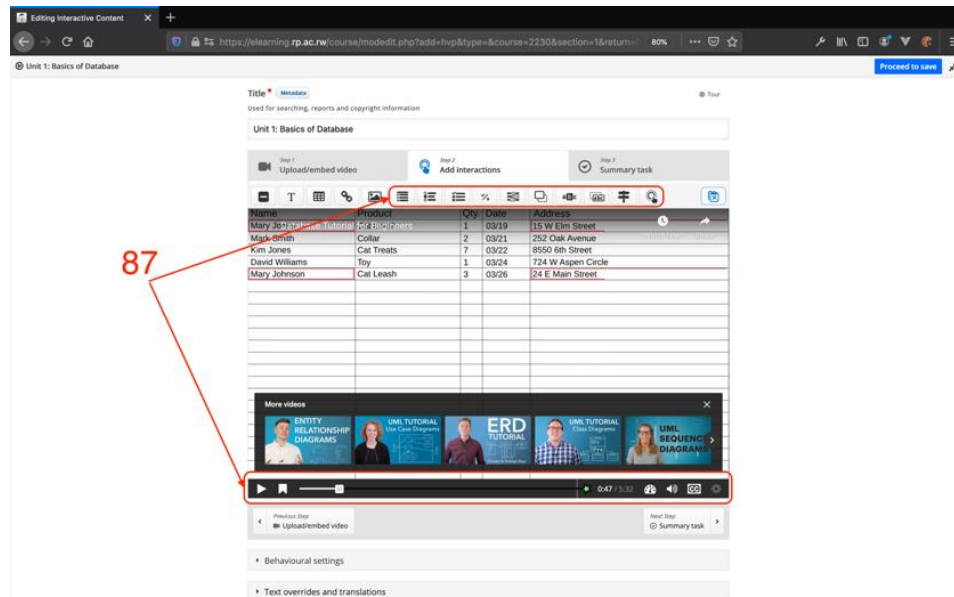 Editing Interactive Content
https://elearning.rp.ac.rw/course/modedit.php?add=hvp&type=&course=2230&section=1&return=
80%
Unit 1: Basics of Database
Proceed to save
Title * Metadata
Tour
Used for searching, reports and copyright information
Unit 1: Basics of Database
Step 1
Upload/embed video
Step 2
Add interactions
Step 3
Summary task
T
Name Product Qty Date Address
Database Tutorial for Beginners
1 03/19 15 W Elm Street
Mark Smith Collar 2 03/21 252 Oak Avenue
Kim Jones Cat Treats 7 03/22 8550 6th Street
David Williams Toy 1 03/24 724 W Aspen Circle
Mary Johnson Cat Leash 3 03/26 24 E Main Street
87
More videos
ENTITY RELATIONSHIP DIAGRAMS
UML TUTORIAL Use Case Diagrams
ERD TUTORIAL
UML TUTORIAL Class Diagrams
UML SEQUENCE DIAGRAMS
0:47 / 5:32
CC
Previous Step
Upload/embed video
Next Step
Summary task
Behavioural settings
Text overrides and translations